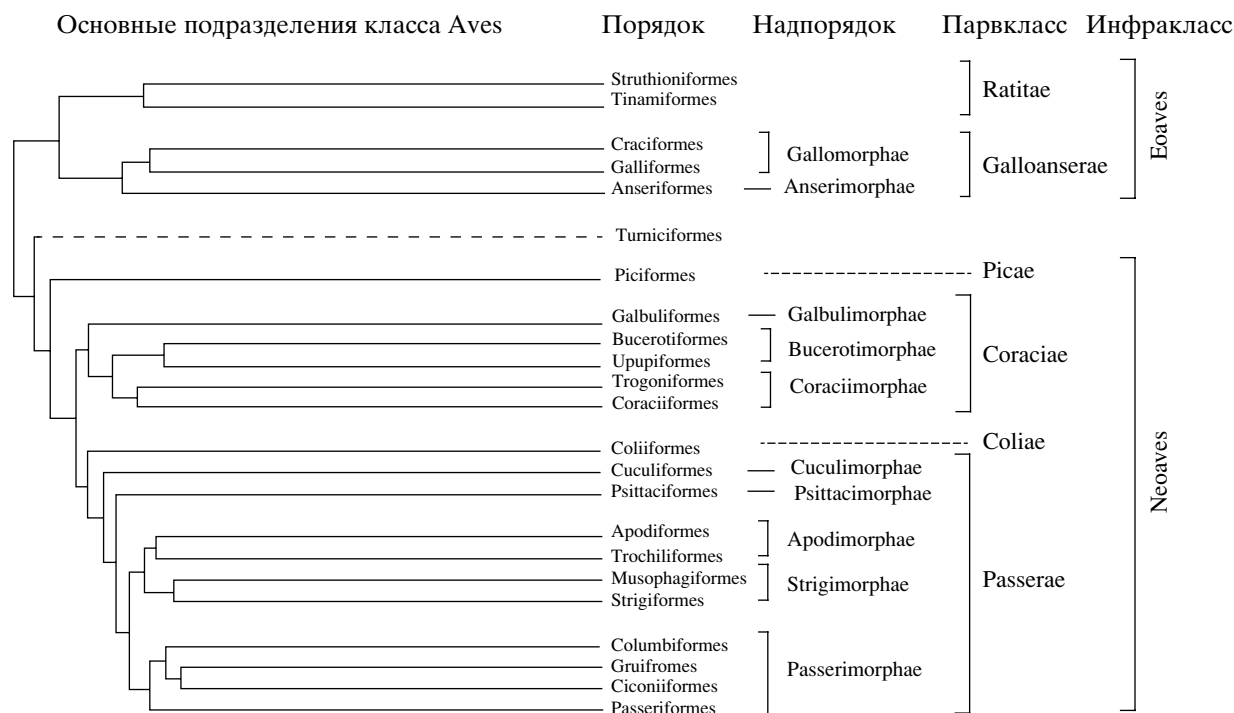 Основные подразделения класса Aves Порядок Надпорядок Парвкласс Инфракласс
Struthioniformes
Tinamiformes
Ratitae
Craciformes
Galliformes
Anseriformes
Gallomorphae
Anserimorphae
Galloanserae
Eoaves
Turniciformes
Piciformes
Picae
Galbuliformes
Galbulimorphae
Bucerotiformes
Upupiformes
Bucerotimorphae
Trogoniformes
Coraciiformes
Coraciimorphae
Coraciae
Coliiformes
Coliae
Cuculiformes
Cuculimorphae
Psittaciformes
Psittacimorphae
Apodiformes
Trochiliformes
Apodimorphae
Musophagiformes
Strigiformes
Strigimorphae
Columbiformes
Gruifromes
Ciconiiformes
Passeriformes
Passerimorphae
Passerae
Neoaves